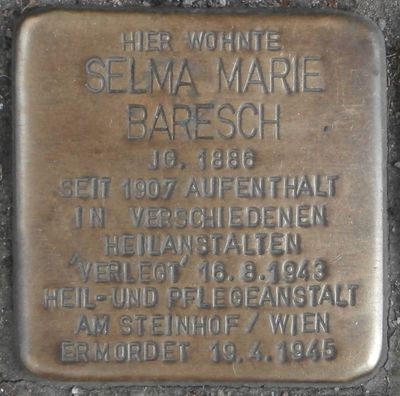 HIER WOHNTE
SELMA MARIE
BARESCH
JG. 1886
SEIT 1907 AUFENTHALT
IN VERSCHIEDENEN
HEILANSTALTEN
'VERLEGT' 16.8.1943
HEIL-UND PFLEGEANSTALT
AM STEINHOF / WIEN
ERMORDET 19.4.1945